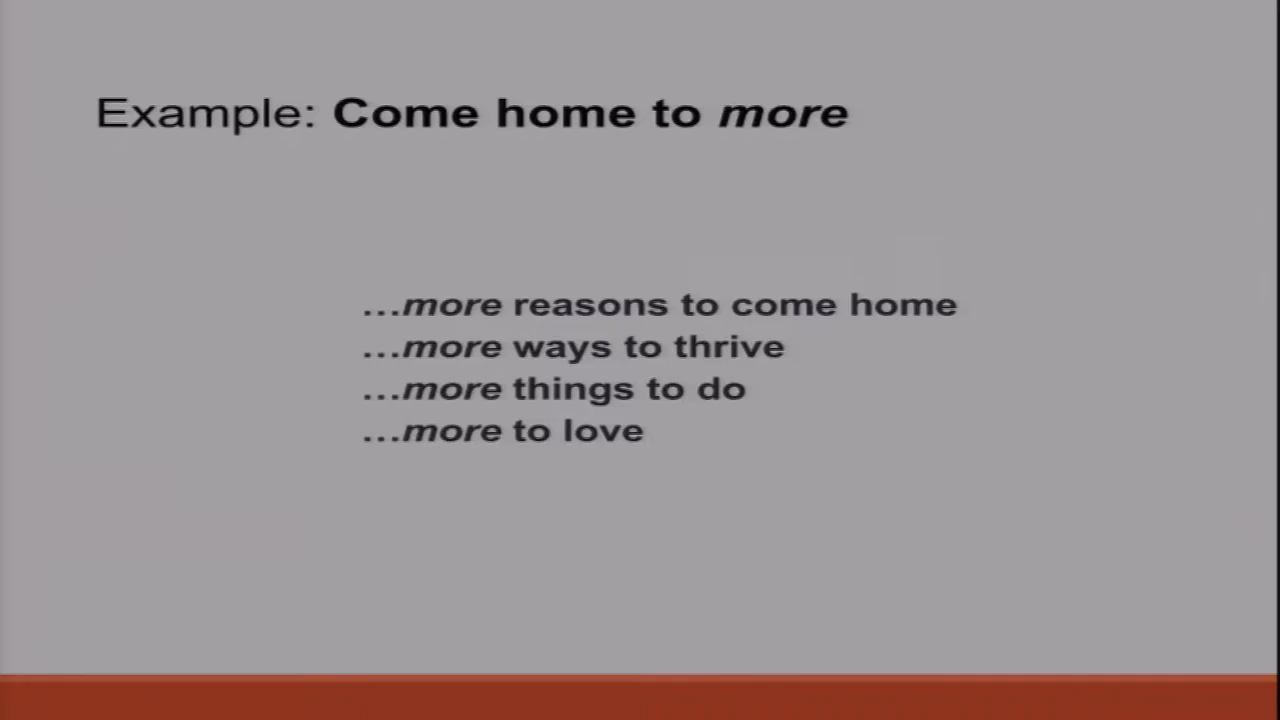 Example: Come home to more
…more reasons to come home
…more ways to thrive
…more things to do
…more to love